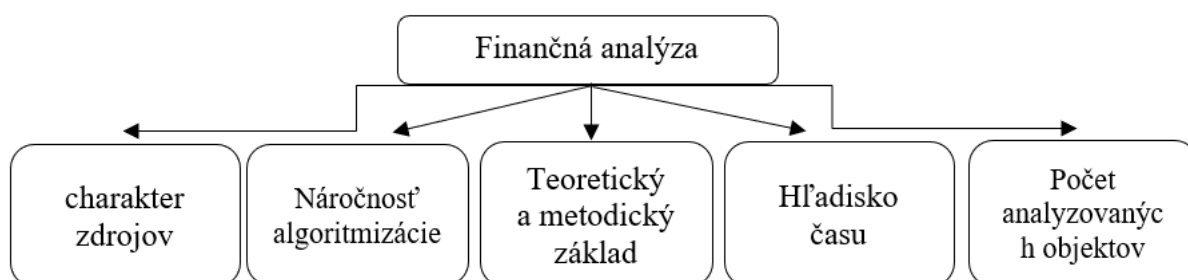 Finančná analýza
charakter
zdrojov
Náročnosť
algoritmizácie
Teoretický
a metodický
základ
Hľadisko
času
Počet
analyzovanýc
h objektov